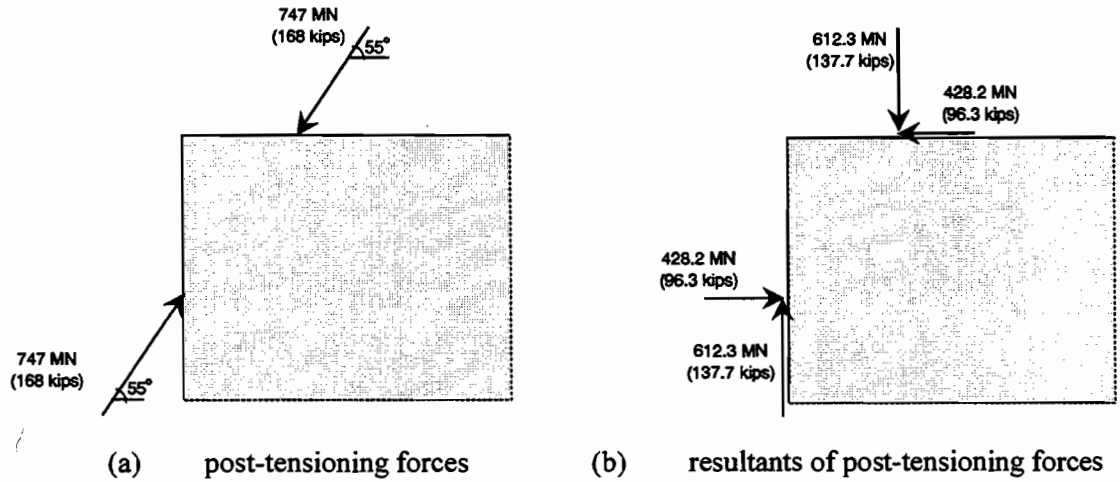 747 MN
(168 kips)
55°
747 MN
(168 kips)
55°
(a) post-tensioning forces
612.3 MN
(137.7 kips)
428.2 MN
(96.3 kips)
428.2 MN
(96.3 kips)
612.3 MN
(137.7 kips)
(b) resultants of post-tensioning forces